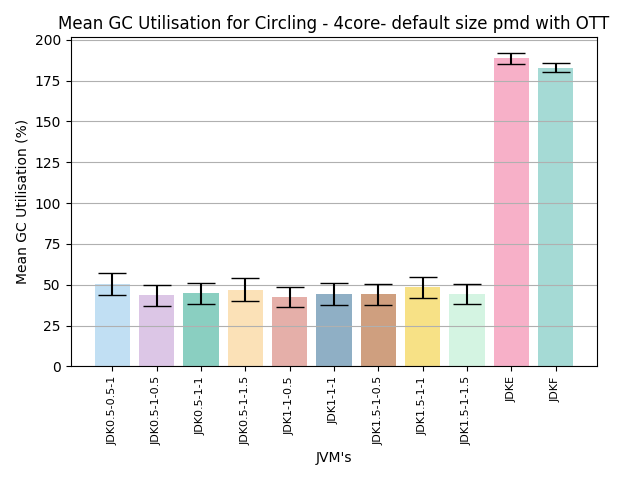 Mean GC Utilisation for Circling - 4core- default size pmd with OTT
Mean GC Utilisation (%)
200
175
150
125
100
75
50
25
0
JDK0.5-0.5-1
JDK0.5-1-0.5
JDK0.5-1-1
JDK0.5-1-1.5
JDK1-1-0.5
JDK1-1-1
JDK1.5-1-0.5
JDK1.5-1-1
JDK1.5-1-1.5
JDKE
JDKF
JVM's